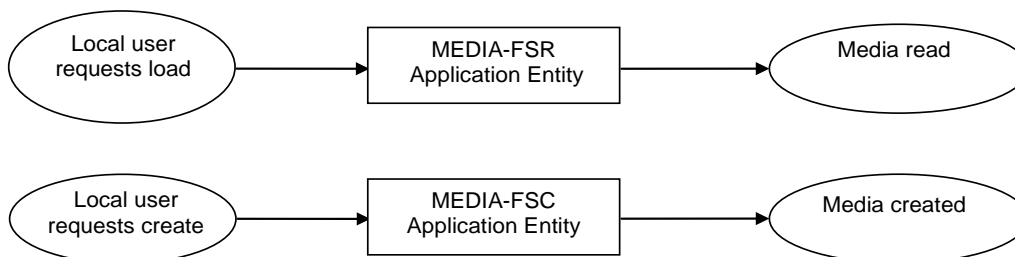 Local user
requests load
MEDIA-FSR
Application Entity
Media read
Local user
requests create
MEDIA-FSC
Application Entity
Media created